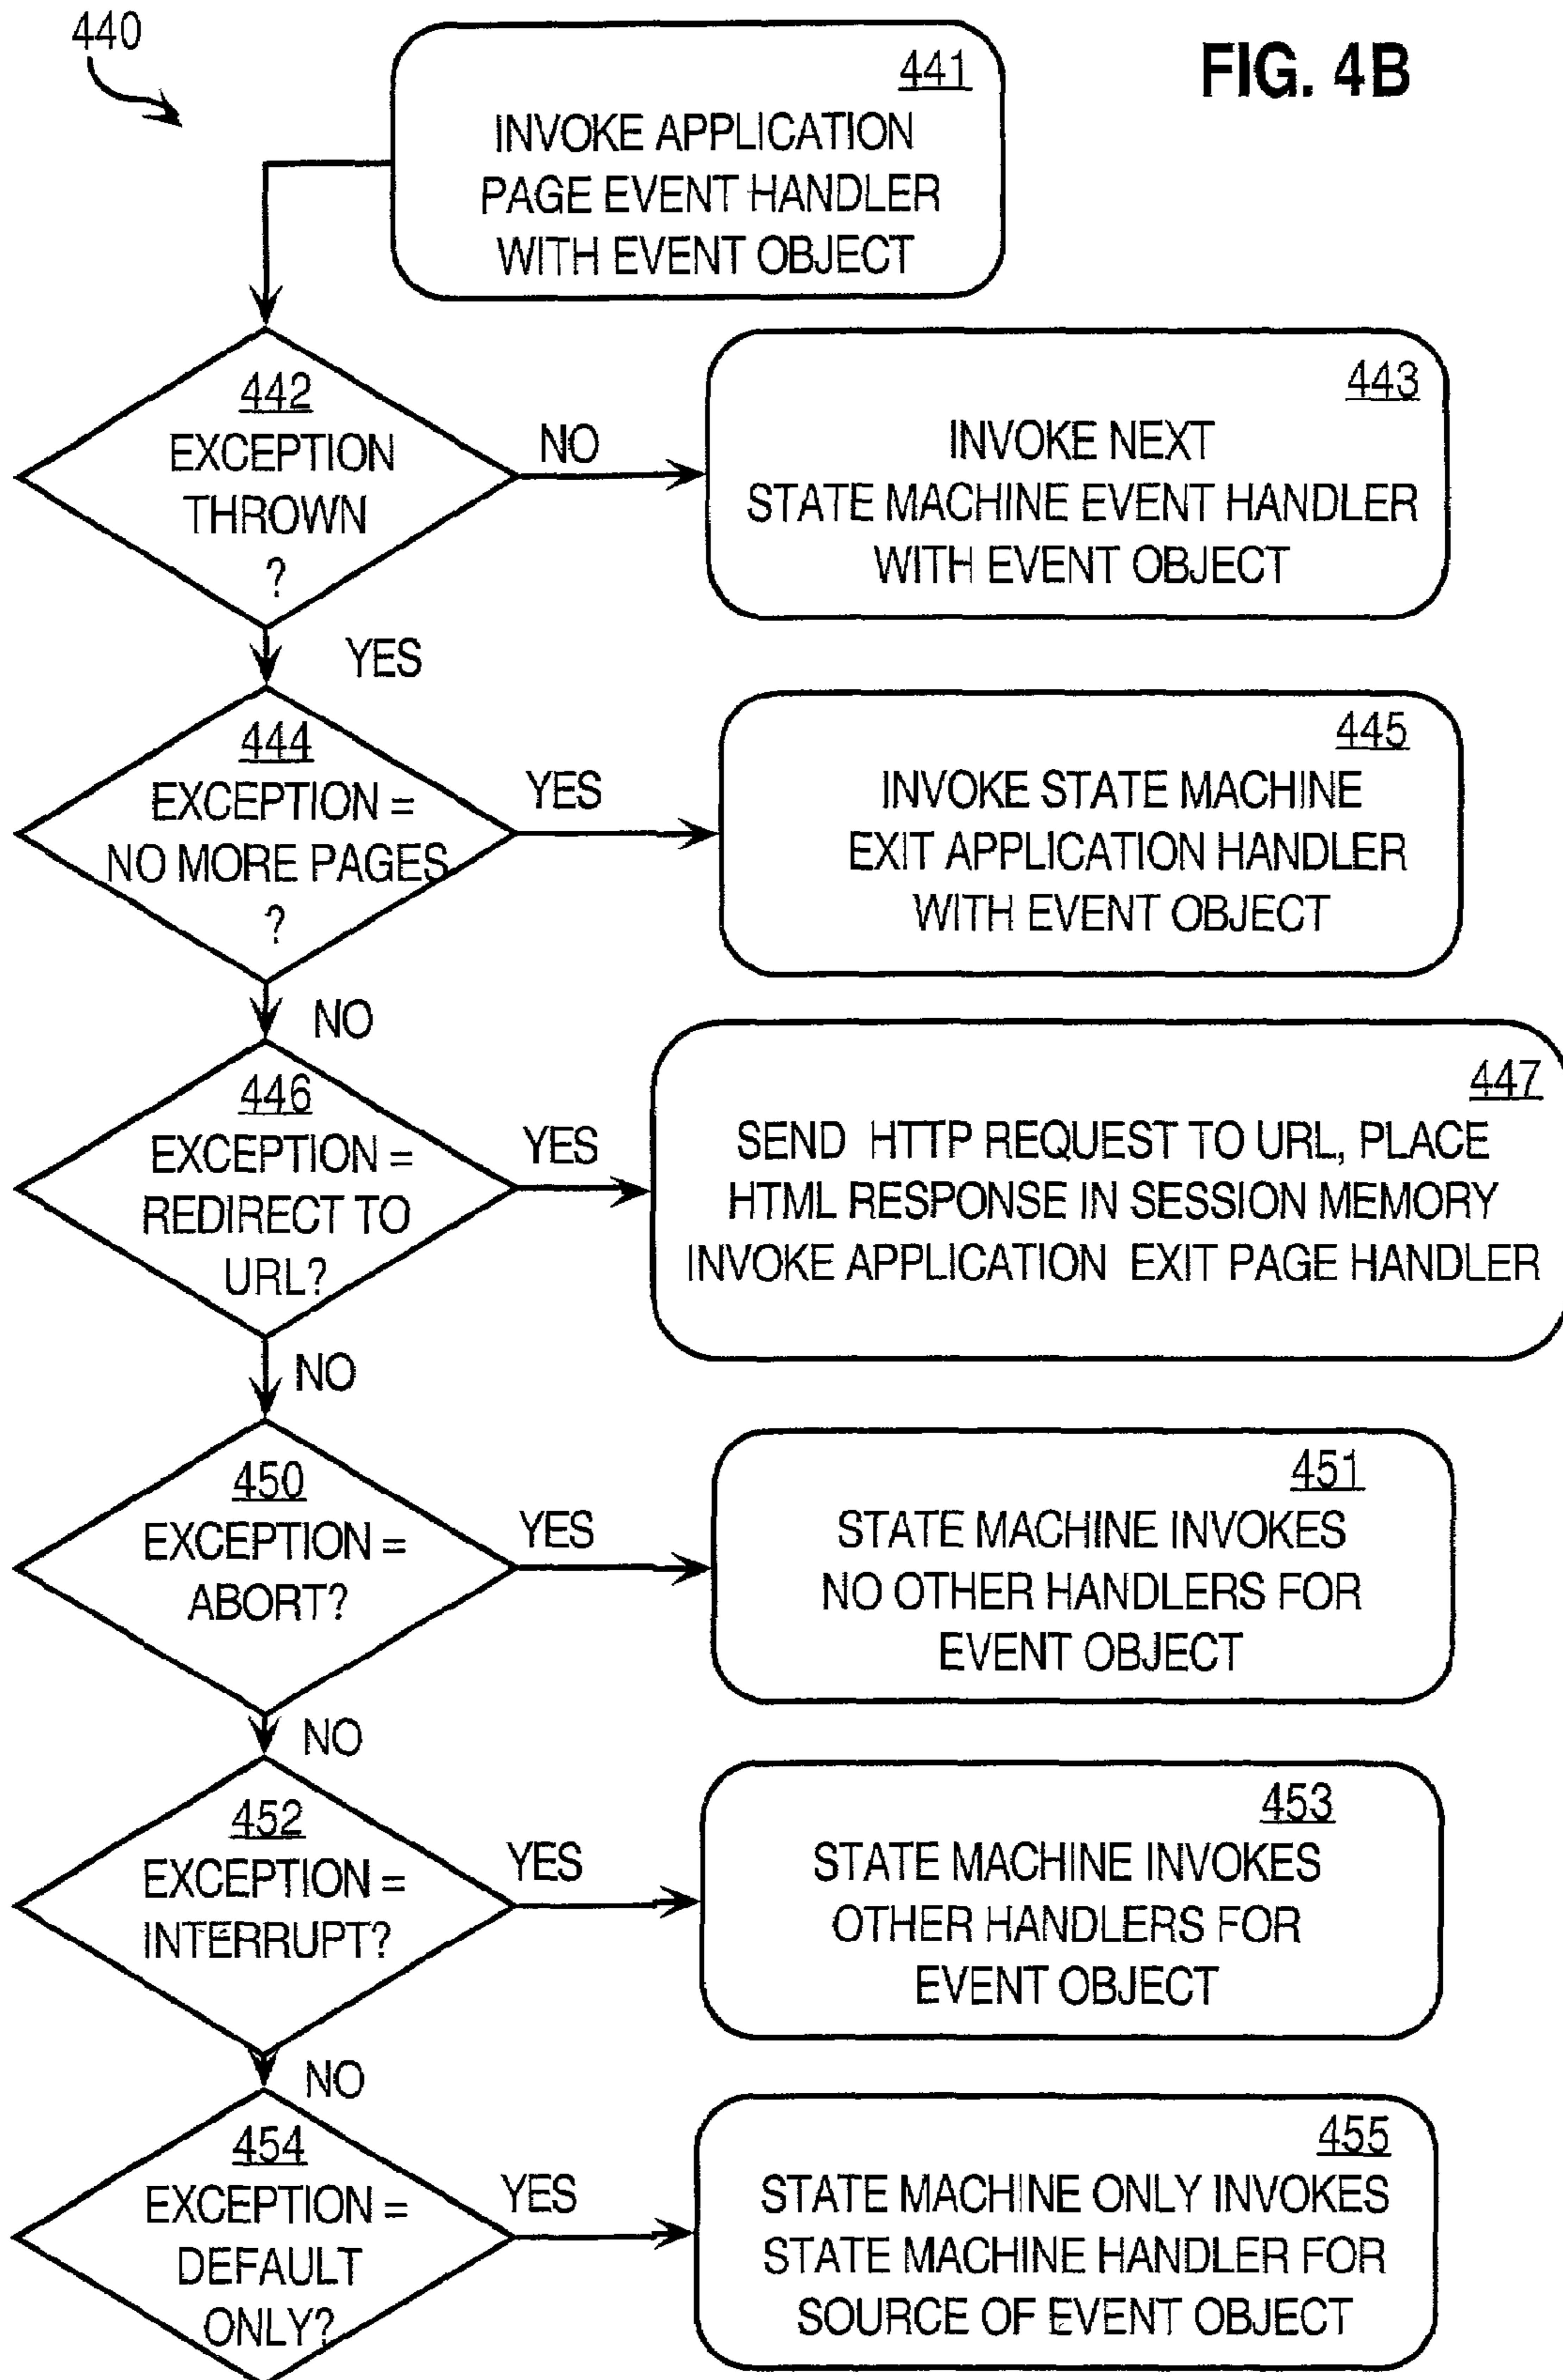 440
FIG. 4B
441
INVOKE APPLICATION
PAGE EVENT HANDLER
WITH EVENT OBJECT
442
EXCEPTION
THROWN
?
NO
443
INVOKE NEXT
STATE MACHINE EVENT HANDLER
WITH EVENT OBJECT
YES
444
EXCEPTION =
NO MORE PAGES
?
YES
445
INVOKE STATE MACHINE
EXIT APPLICATION HANDLER
WITH EVENT OBJECT
NO
446
EXCEPTION =
REDIRECT TO
URL?
YES
447
SEND HTTP REQUEST TO URL, PLACE
HTML RESPONSE IN SESSION MEMORY
INVOKE APPLICATION EXIT PAGE HANDLER
NO
450
EXCEPTION =
ABORT?
YES
451
STATE MACHINE INVOKES
NO OTHER HANDLERS FOR
EVENT OBJECT
NO
452
EXCEPTION =
INTERRUPT?
YES
453
STATE MACHINE INVOKES
OTHER HANDLERS FOR
EVENT OBJECT
NO
454
EXCEPTION =
DEFAULT
ONLY?
YES
455
STATE MACHINE ONLY INVOKES
STATE MACHINE HANDLER FOR
SOURCE OF EVENT OBJECT